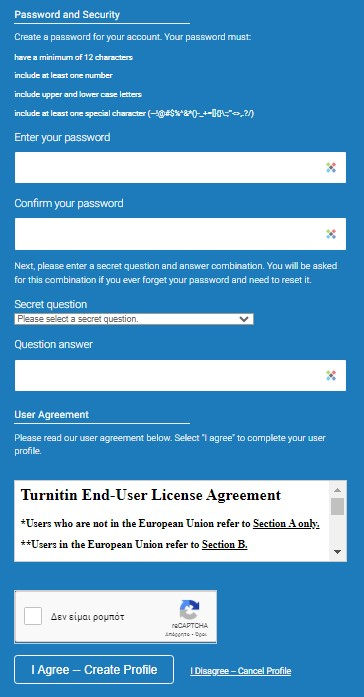 Password and Security
Create a password for your account. Your password must:
have a minimum of 12 characters
include at least one number
include upper and lower case letters
include at least one special character
Enter your password
Confirm your password
Next, please enter a secret question and answer combination. You will be asked
for this combination if you ever forget your password and need to reset it.
Secret question
Please select a secret question.
Question answer
User Agreement
Please read our user agreement below. Select "I agree" to complete your user
profile.
Turnitin End-User License Agreement
*Users who are not in the European Union refer to Section A only.
**Users in the European Union refer to Section B.
Δεν είμαι ρομπότ
reCAPTCHA
Απόρρητο - Όροι
I Agree -- Create Profile
I Disagree -- Cancel Profile